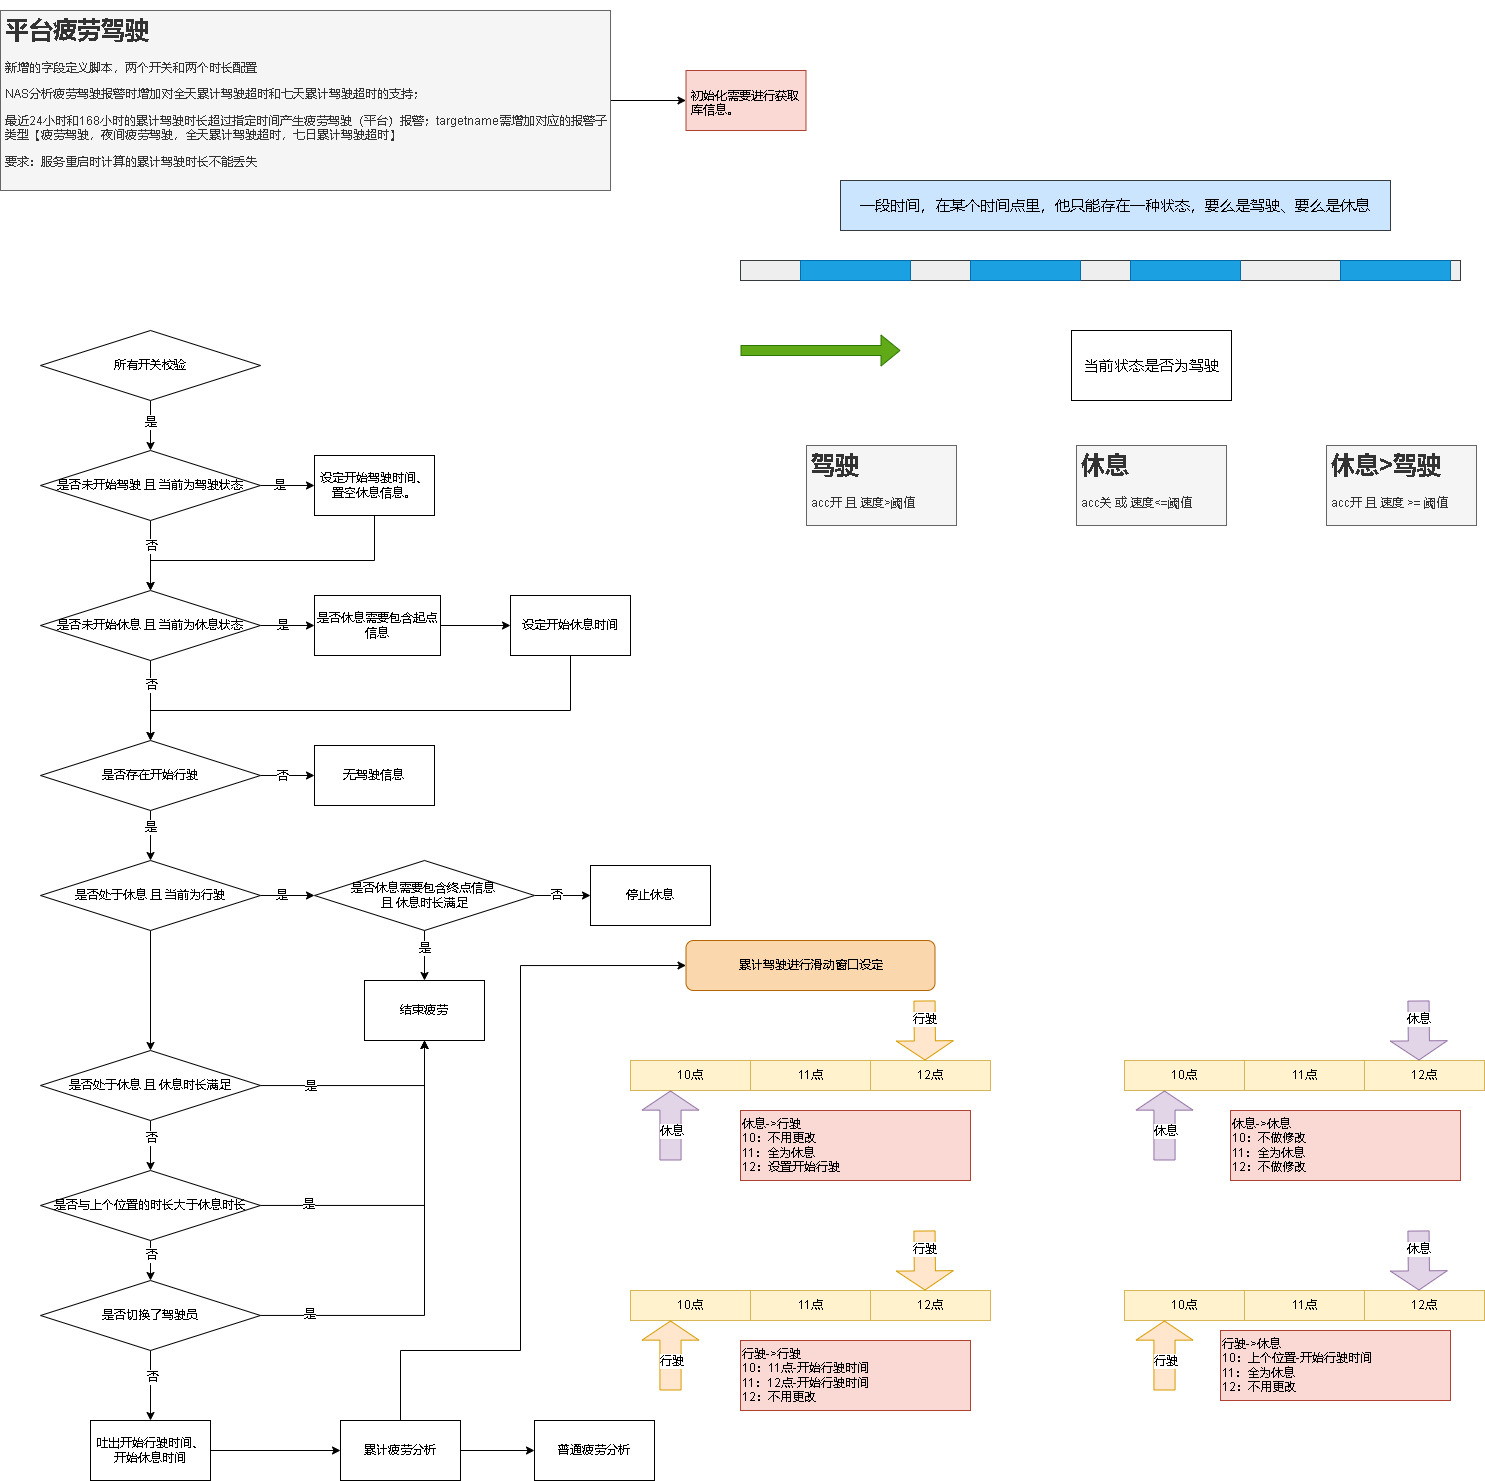 平台疲劳驾驶
新增的字段定义脚本，两个开关和两个时长配置
NAS分析疲劳驾驶报警时增加对全天累计驾驶超时和七天累计驾驶超时的支持；
最近24小时和168小时的累计驾驶时长超过指定时间产生疲劳驾驶（平台）报警；targetname需增加对应的报警子
类型【疲劳驾驶，夜间疲劳驾驶，全天累计驾驶超时，七日累计驾驶超时】
要求：服务重启时计算的累计驾驶时长不能丢失
初始化需要进行获取
库信息。
一段时间，在某个时间点里，他只能存在一种状态，要么是驾驶、要么是休息
当前状态是否为驾驶
驾驶
acc开 且 速度>阈值
休息
acc关 或 速度<=阈值
休息>驾驶
acc开 且 速度 >= 阈值
所有开关校验
是
是否未开始驾驶 且 当前为驾驶状态
是
设定开始驾驶时间、
置空休息信息。
否
是否未开始休息 且 当前为休息状态
是
是否休息需要包含起点
信息
设定开始休息时间
否
是否存在开始行驶
否
无驾驶信息
是
是否处于休息 且 当前为行驶
是
是否休息需要包含终点信息
且 休息时长满足
否
停止休息
是
结束疲劳
是否处于休息 且 休息时长满足
是
否
是否与上个位置的时长大于休息时长
是
否
是否切换了驾驶员
是
否
吐出开始行驶时间、
开始休息时间
累计疲劳分析
普通疲劳分析
累计驾驶进行滑动窗口设定
行驶
10点
11点
12点
休息
休息->行驶
10：不用更改
11：全为休息
12：设置开始行驶
休息
10点
11点
12点
休息
休息->休息
10：不做修改
11：全为休息
12：不做修改
行驶
10点
11点
12点
行驶
行驶->行驶
10：11点-开始行驶时间
11：12点-开始行驶时间
12：不用更改
休息
10点
11点
12点
行驶
行驶->休息
10：上个位置-开始行驶时间
11：全为休息
12：不用更改